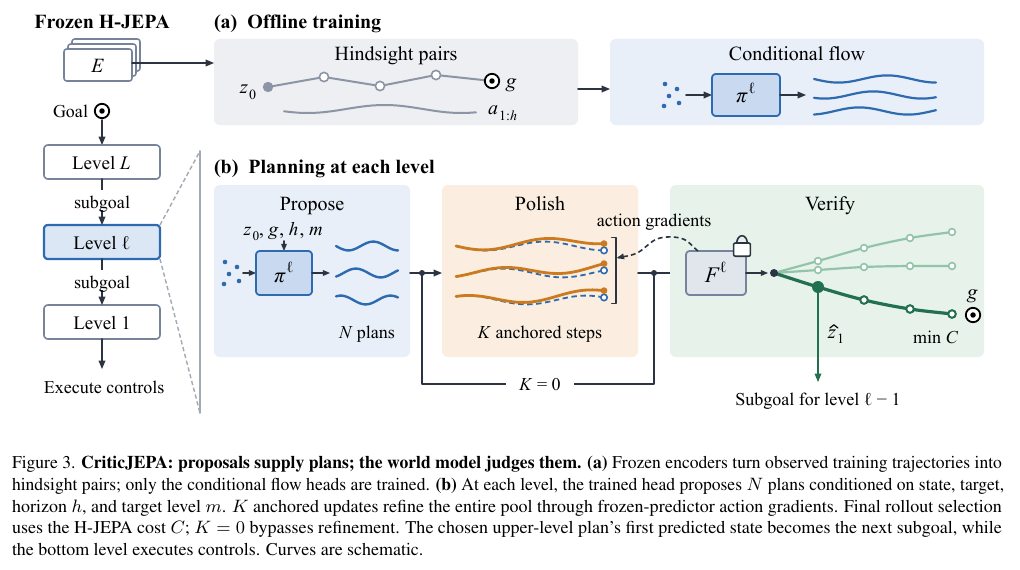 Frozen H-JEPA
E
Goal
Level L
subgoal
Level ℓ
subgoal
Level 1
Execute controls
(a) Offline training
Hindsight pairs
z₀
g
a₁:ₕ
Conditional flow
πℓ
(b) Planning at each level
Propose
z₀, g, h, m
πℓ
N plans
Polish
action gradients
K anchored steps
K = 0
Verify
Fℓ
g
ẑ₁
min C
Subgoal for level ℓ − 1
Figure 3. CriticJEPA: proposals supply plans; the world model judges them. (a) Frozen encoders turn observed training trajectories into
hindsight pairs; only the conditional flow heads are trained. (b) At each level, the trained head proposes N plans conditioned on state, target,
horizon h, and target level m. K anchored updates refine the entire pool through frozen-predictor action gradients. Final rollout selection
uses the H-JEPA cost C; K = 0 bypasses refinement. The chosen upper-level plan's first predicted state becomes the next subgoal, while
the bottom level executes controls. Curves are schematic.